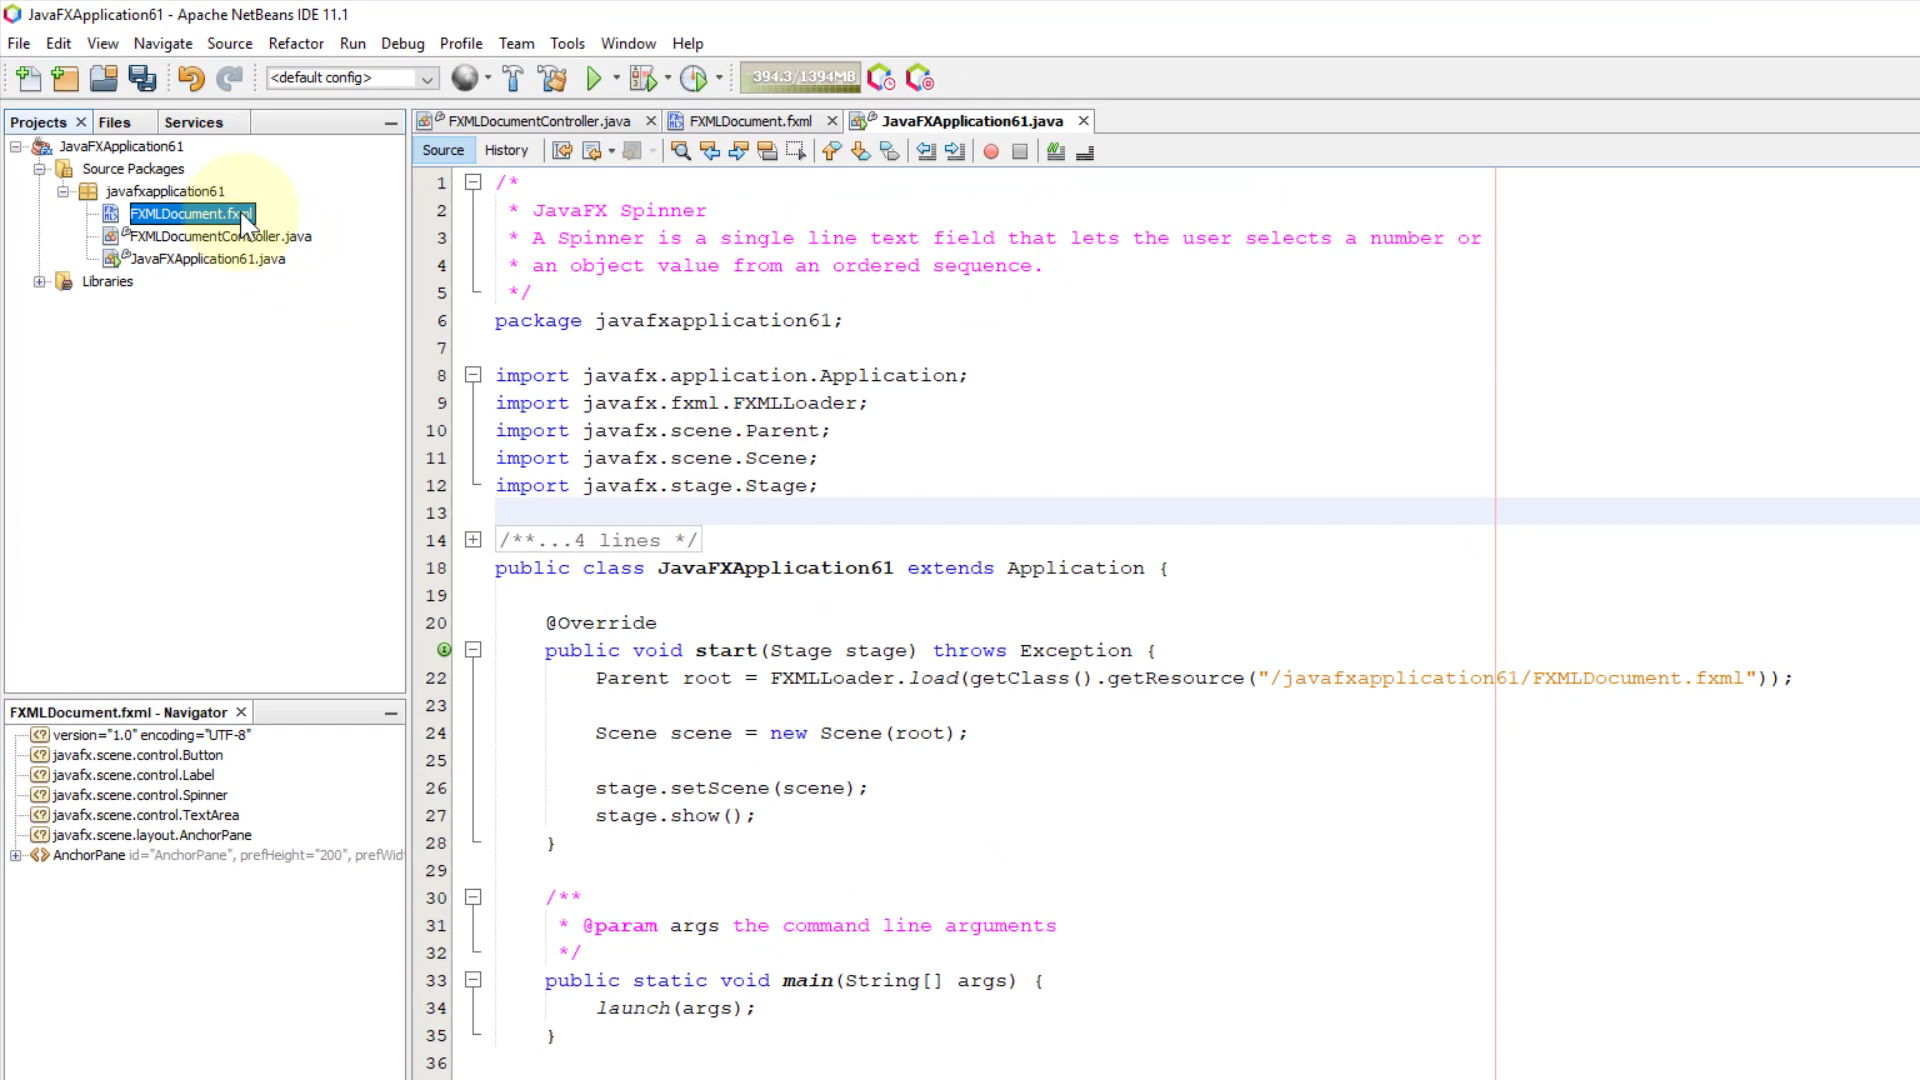 JavaFXApplication61 - Apache NetBeans IDE 11.1
File Edit View Navigate Source Refactor Run Debug Profile Team Tools Window Help
<default config>
394.3/1394MB
Projects Files Services
JavaFXApplication61
Source Packages
javafxapplication61
FXMLDocument.fxml
FXMLDocumentController.java
JavaFXApplication61.java
Libraries
FXMLDocument.fxml - Navigator
version="1.0" encoding="UTF-8"
javafx.scene.control.Button
javafx.scene.control.Label
javafx.scene.control.Spinner
javafx.scene.control.TextArea
javafx.scene.layout.AnchorPane
AnchorPane id="AnchorPane", prefHeight="200", prefWid
FXMLDocumentController.java FXMLDocument.fxml JavaFXApplication61.java
Source History
1 /*
2 * JavaFX Spinner
3 * A Spinner is a single line text field that lets the user selects a number or
4 * an object value from an ordered sequence.
5 */
6 package javafxapplication61;
7
8 import javafx.application.Application;
9 import javafx.fxml.FXMLLoader;
10 import javafx.scene.Parent;
11 import javafx.scene.Scene;
12 import javafx.stage.Stage;
13
14 /**...4 lines */
18 public class JavaFXApplication61 extends Application {
19
20 @Override
public void start(Stage stage) throws Exception {
22 Parent root = FXMLLoader.load(getClass().getResource("/javafxapplication61/FXMLDocument.fxml"));
23
24 Scene scene = new Scene(root);
25
26 stage.setScene(scene);
27 stage.show();
28 }
29
30 /**
31 * @param args the command line arguments
32 */
33 public static void main(String[] args) {
34 launch(args);
35 }
36